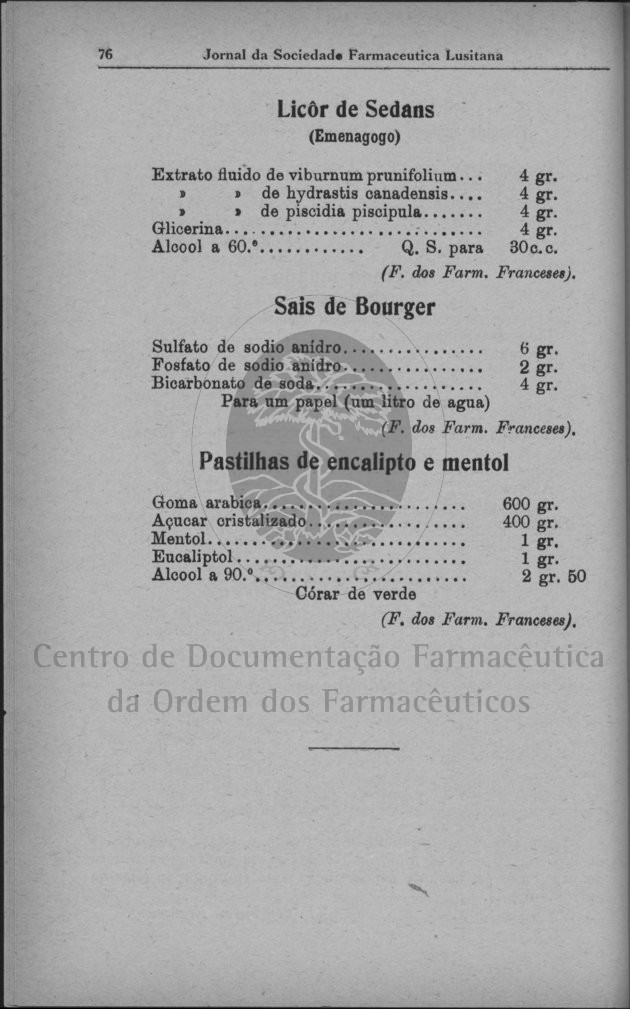 76 Jornal da Sociedade Farmaceutica Lusitana
Licôr de Sedans
(Emenagogo)
Extrato fluido de viburnum prunifolium... 4 gr.
» » de hydrastis canadensis.... 4 gr.
» » de piscidia piscipula....... 4 gr.
Glicerina............................ 4 gr.
Alcool a 60.º............ Q. S. para 30c.c.
(F. dos Farm. Franceses).
Sais de Bourger
Sulfato de sodio anidro................ 6 gr.
Fosfato de sodio anidro................ 2 gr.
Bicarbonato de soda.................... 4 gr.
Para um papel (um litro de agua)
(F. dos Farm. Franceses).
Pastilhas de encalipto e mentol
Goma arabica........................ 600 gr.
Açucar cristalizado.................. 400 gr.
Mentol.............................. 1 gr.
Eucaliptol.......................... 1 gr.
Alcool a 90.º........................ 2 gr. 50
Córar de verde
(F. dos Farm. Franceses).
Centro de Documentação Farmacêutica
da Ordem dos Farmacêuticos